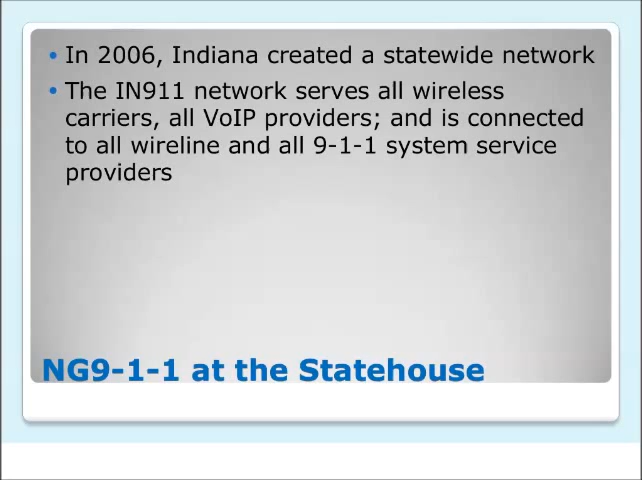 • In 2006, Indiana created a statewide network
• The IN911 network serves all wireless
carriers, all VoIP providers; and is connected
to all wireline and all 9-1-1 system service
providers
NG9-1-1 at the Statehouse